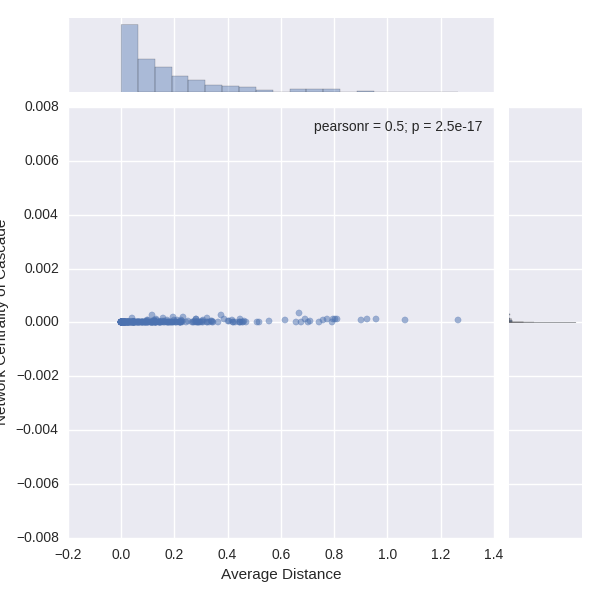 0.008
pearsonr = 0.5; p = 2.5e-17
0.006
0.004
0.002
0.000
−0.002
−0.004
−0.006
−0.008
Network Centrality of Cascade
−0.2 0.0 0.2 0.4 0.6 0.8 1.0 1.2 1.4
Average Distance